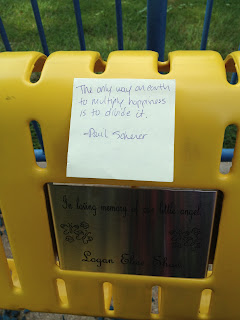 The only way on earth
to multiply happiness
is to divide it.
-Paul Scherer
In loving memory of our little angel
Logan